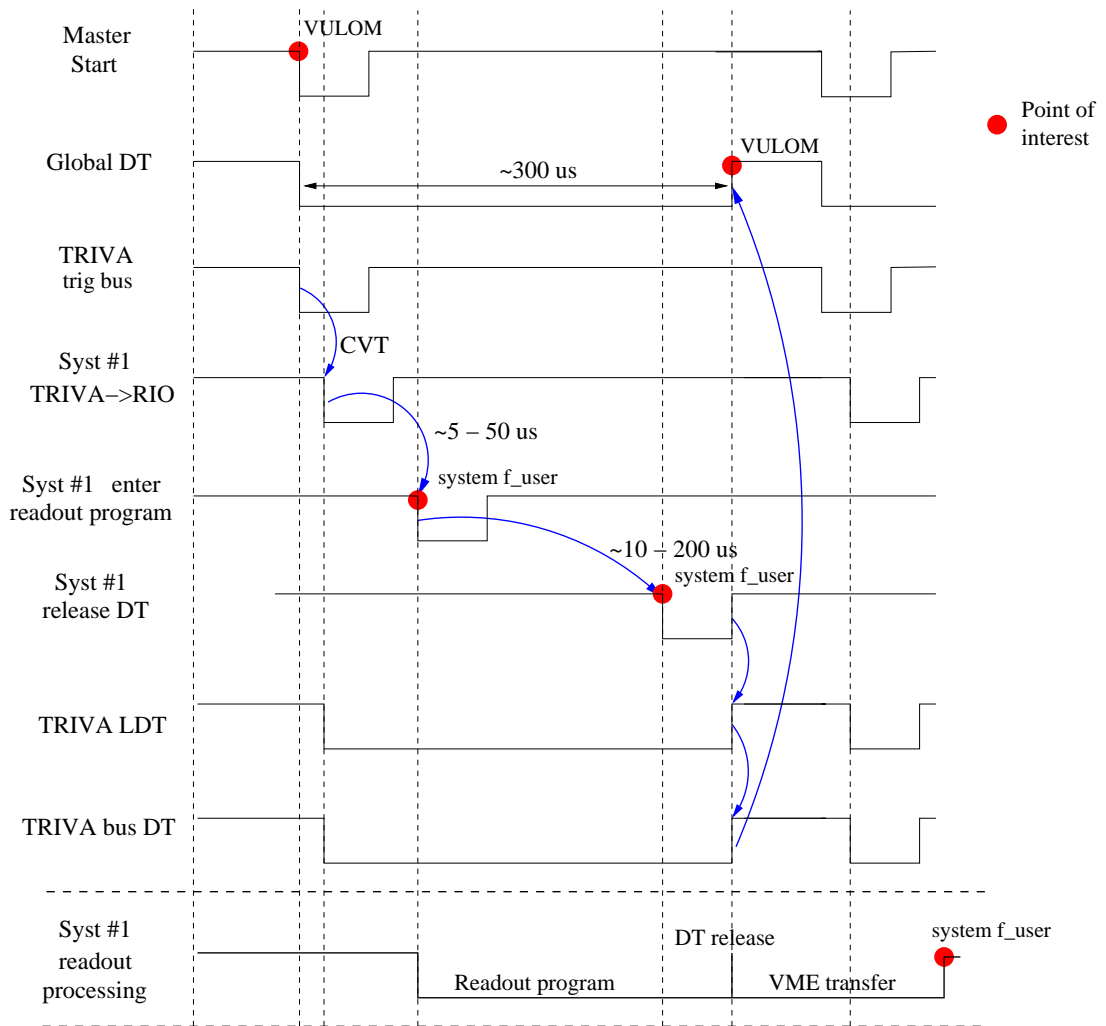 VULOM
Master
Start
Point of
interest
Global DT
VULOM
~300 us
TRIVA
trig bus
CVT
Syst #1
TRIVA−>RIO
~5 − 50 us
system f_user
Syst #1 enter
readout program
~10 − 200 us
system f_user
Syst #1
release DT
TRIVA LDT
TRIVA bus DT
Syst #1
readout
processing
DT release
system f_user
Readout program
VME transfer